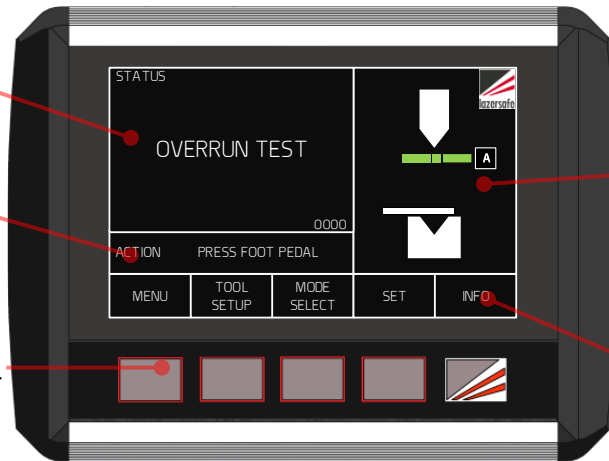 STATUS
OVERRUN TEST
0000
ACTION PRESS FOOT PEDAL
lazersafe
A
MENU
TOOL
SETUP
MODE
SELECT
SET
INFO